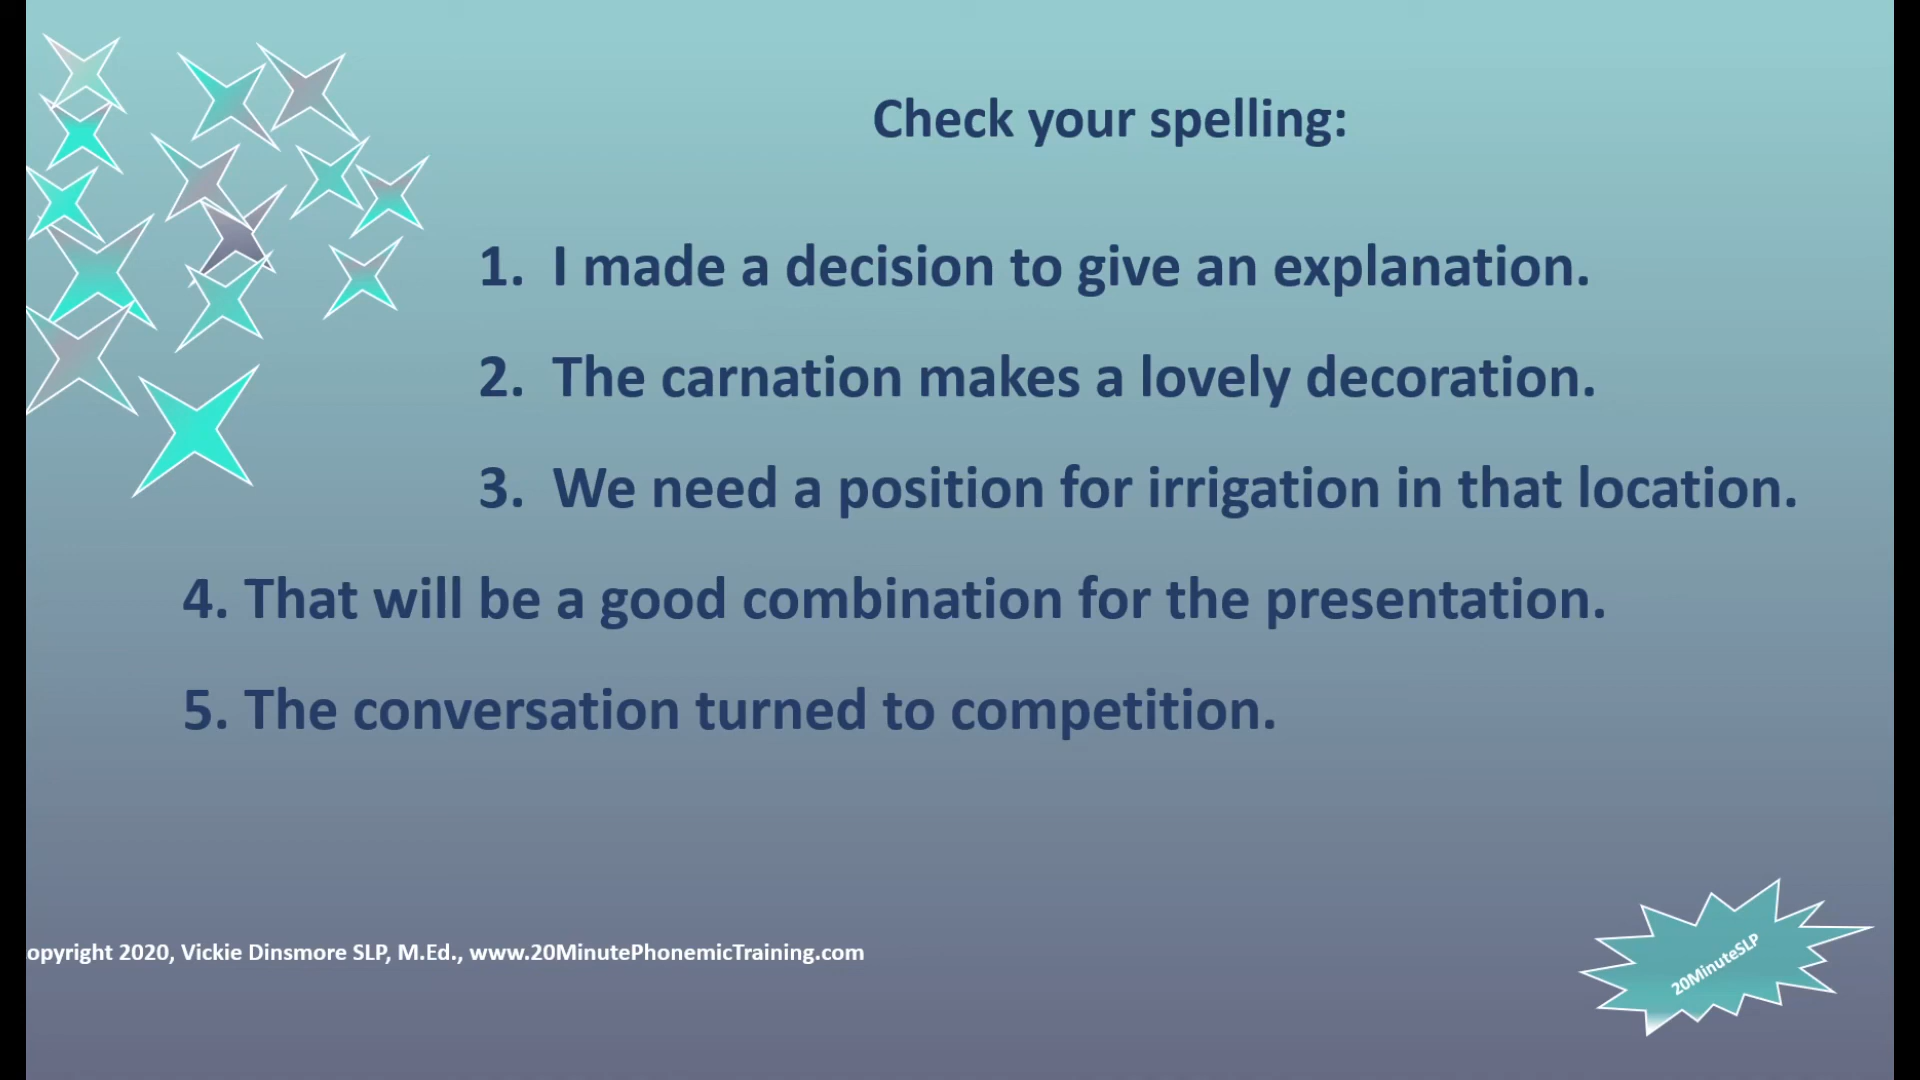 Check your spelling:
1. I made a decision to give an explanation.
2. The carnation makes a lovely decoration.
3. We need a position for irrigation in that location.
4. That will be a good combination for the presentation.
5. The conversation turned to competition.
opyright 2020, Vickie Dinsmore SLP, M.Ed., www.20MinutePhonemicTraining.com
20MinuteSLP